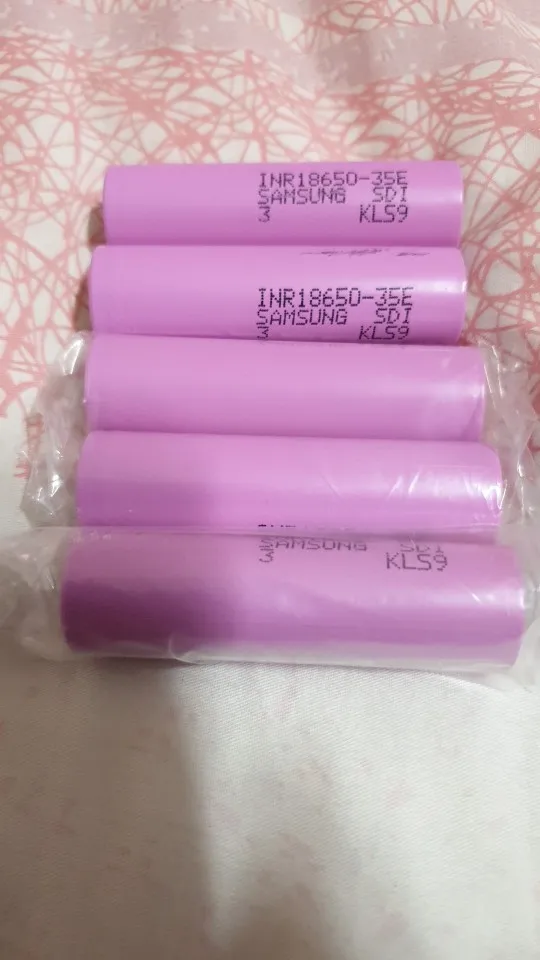 INR18650-35E
SAMSUNG SDI
3 KLS9
INR18650-35E
SAMSUNG SDI
3 KLS9
SAMSUNG SDI
3 KLS9